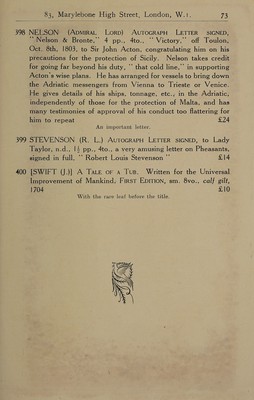 83, Marylebone High Street, London, W.1. 73
398 NELSON (ADMIRAL LORD) AUTOGRAPH LETTER SIGNED,
"Nelson & Bronte," 4 pp., 4to., "Victory," off Toulon,
Oct. 8th, 1803, to Sir John Acton, congratulating him on his
precautions for the protection of Sicily. Nelson takes credit
for going far beyond his duty, "that cold line," in supporting
Acton's wise plans. He has arranged for vessels to bring down
the Adriatic messengers from Vienna to Trieste or Venice.
He gives details of his ships, tonnage, etc., in the Adriatic,
independently of those for the protection of Malta, and has
many testimonies of approval of his conduct too flattering for
him to repeat £24
An important letter.
399 STEVENSON (R. L.) AUTOGRAPH LETTER SIGNED, to Lady
Taylor, n.d., 1½ pp., 4to., a very amusing letter on Pheasants,
signed in full, "Robert Louis Stevenson" £14
400 [SWIFT (J.)] A TALE OF A TUB. Written for the Universal
Improvement of Mankind, FIRST EDITION, sm. 8vo., calf gilt,
1704 £10
With the rare leaf before the title.